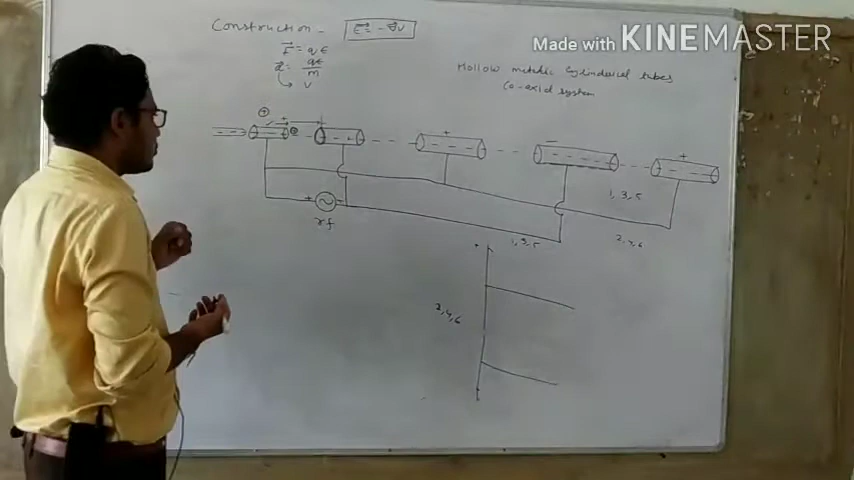 Made with KINEMASTER
Construction -
E = - ∇V
F = qE
a = qE/m
V
Hollow metallic cylinderical tubes
Co-axial system
+
+
+
+
-
+
1, 3, 5
+
-
rf
1, 3, 5
2, 4, 6
+
2, 4, 6